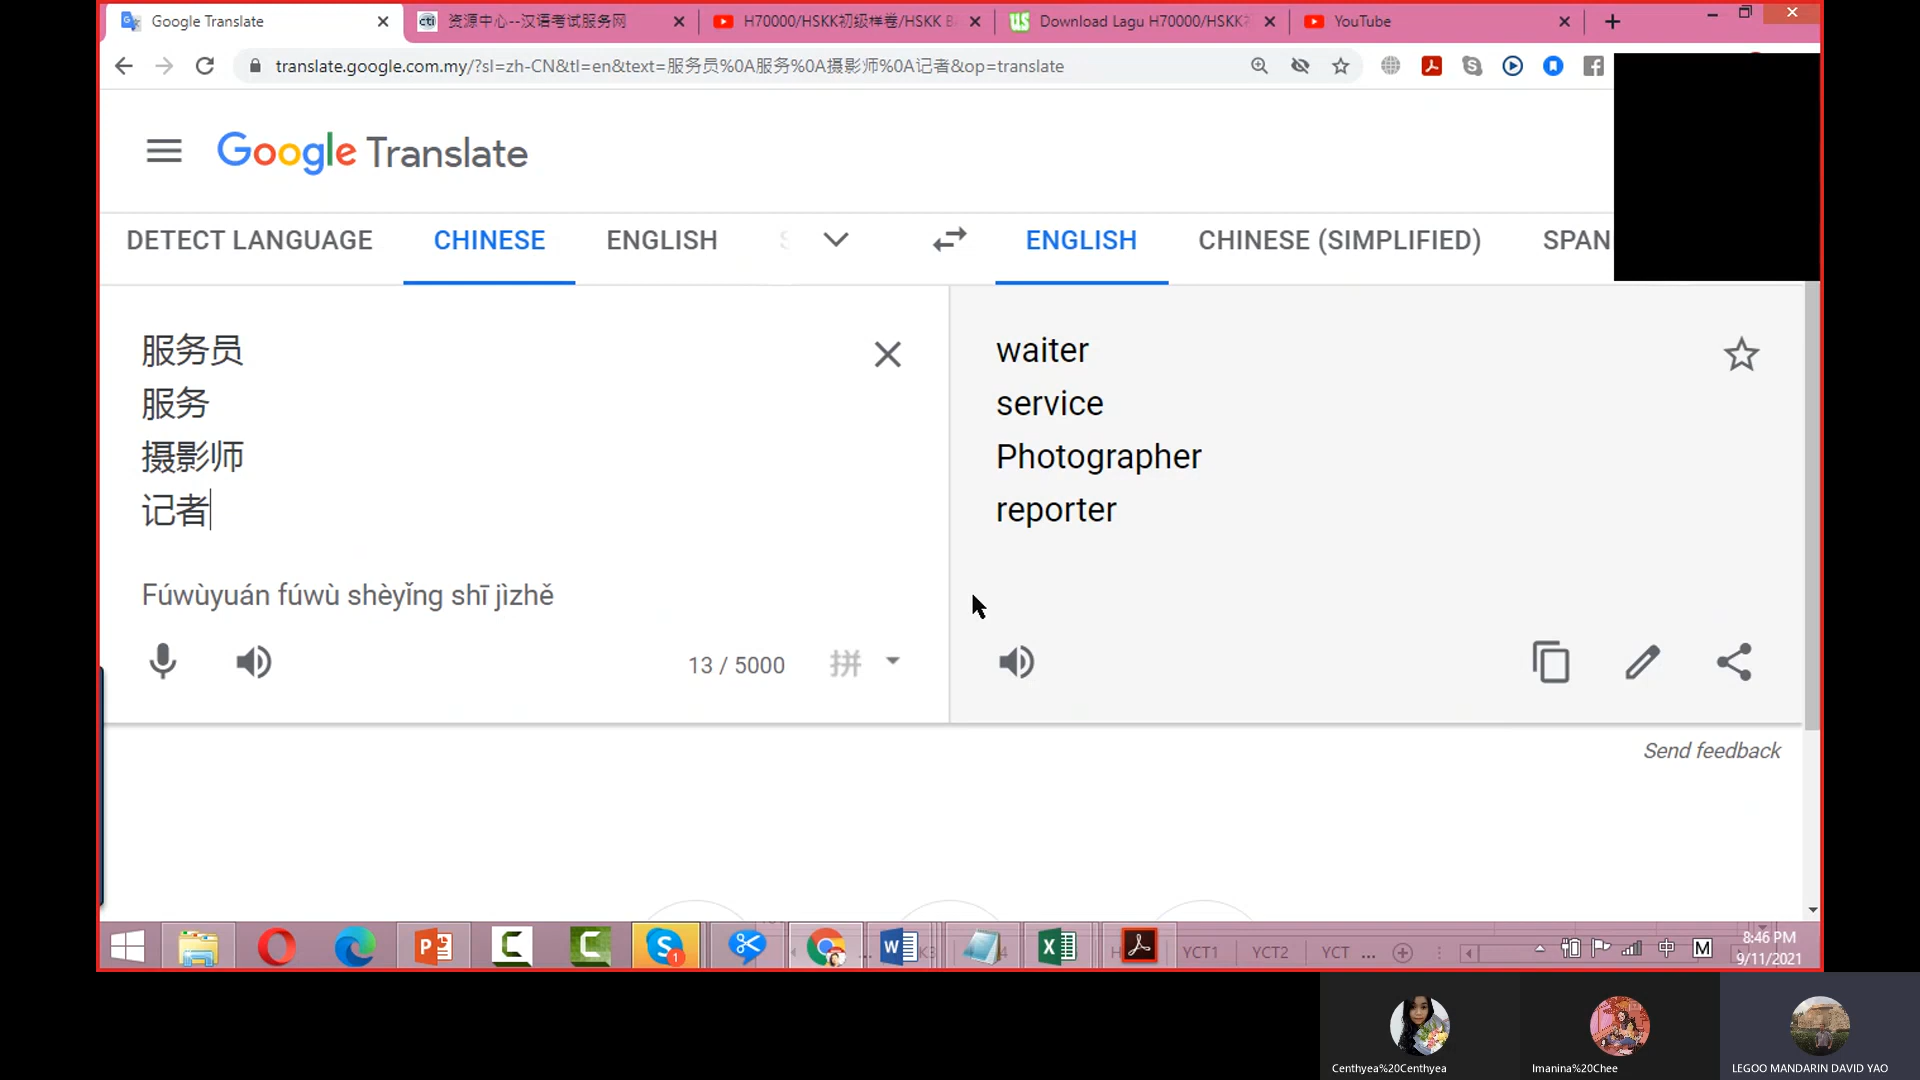 Google Translate
资源中心--汉语考试服务网
H70000/HSKK初级样卷/HSKK B
Download Lagu H70000/HSKK
YouTube
translate.google.com.my/?sl=zh-CN&tl=en&text=服务员%0A服务%0A摄影师%0A记者&op=translate
Google Translate
DETECT LANGUAGE
CHINESE
ENGLISH
ENGLISH
CHINESE (SIMPLIFIED)
SPAN
服务员
服务
摄影师
记者
Fúwùyuán fúwù shèyǐng shī jìzhě
13 / 5000
拼
waiter
service
Photographer
reporter
Send feedback
YCT1
YCT2
YCT ...
中
M
8:46 PM
9/11/2021
Centhyea%20Centhyea
Imanina%20Chee
LEGOO MANDARIN DAVID YAO